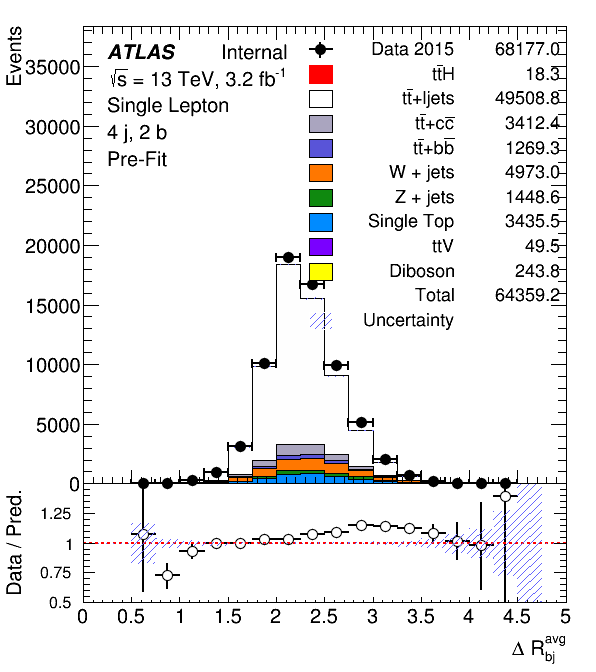 Events
35000
30000
25000
20000
15000
10000
5000
0
ATLAS Internal
√s = 13 TeV, 3.2 fb⁻¹
Single Lepton
4 j, 2 b
Pre-Fit
Data 2015 68177.0
tt̄H 18.3
tt̄+ljets 49508.8
tt̄+cc̄ 3412.4
tt̄+bb̄ 1269.3
W + jets 4973.0
Z + jets 1448.6
Single Top 3435.5
ttV 49.5
Diboson 243.8
Total 64359.2
Uncertainty
Data / Pred.
1.25
1
0.75
0.5
0 0.5 1 1.5 2 2.5 3 3.5 4 4.5 5
Δ R_bj^avg